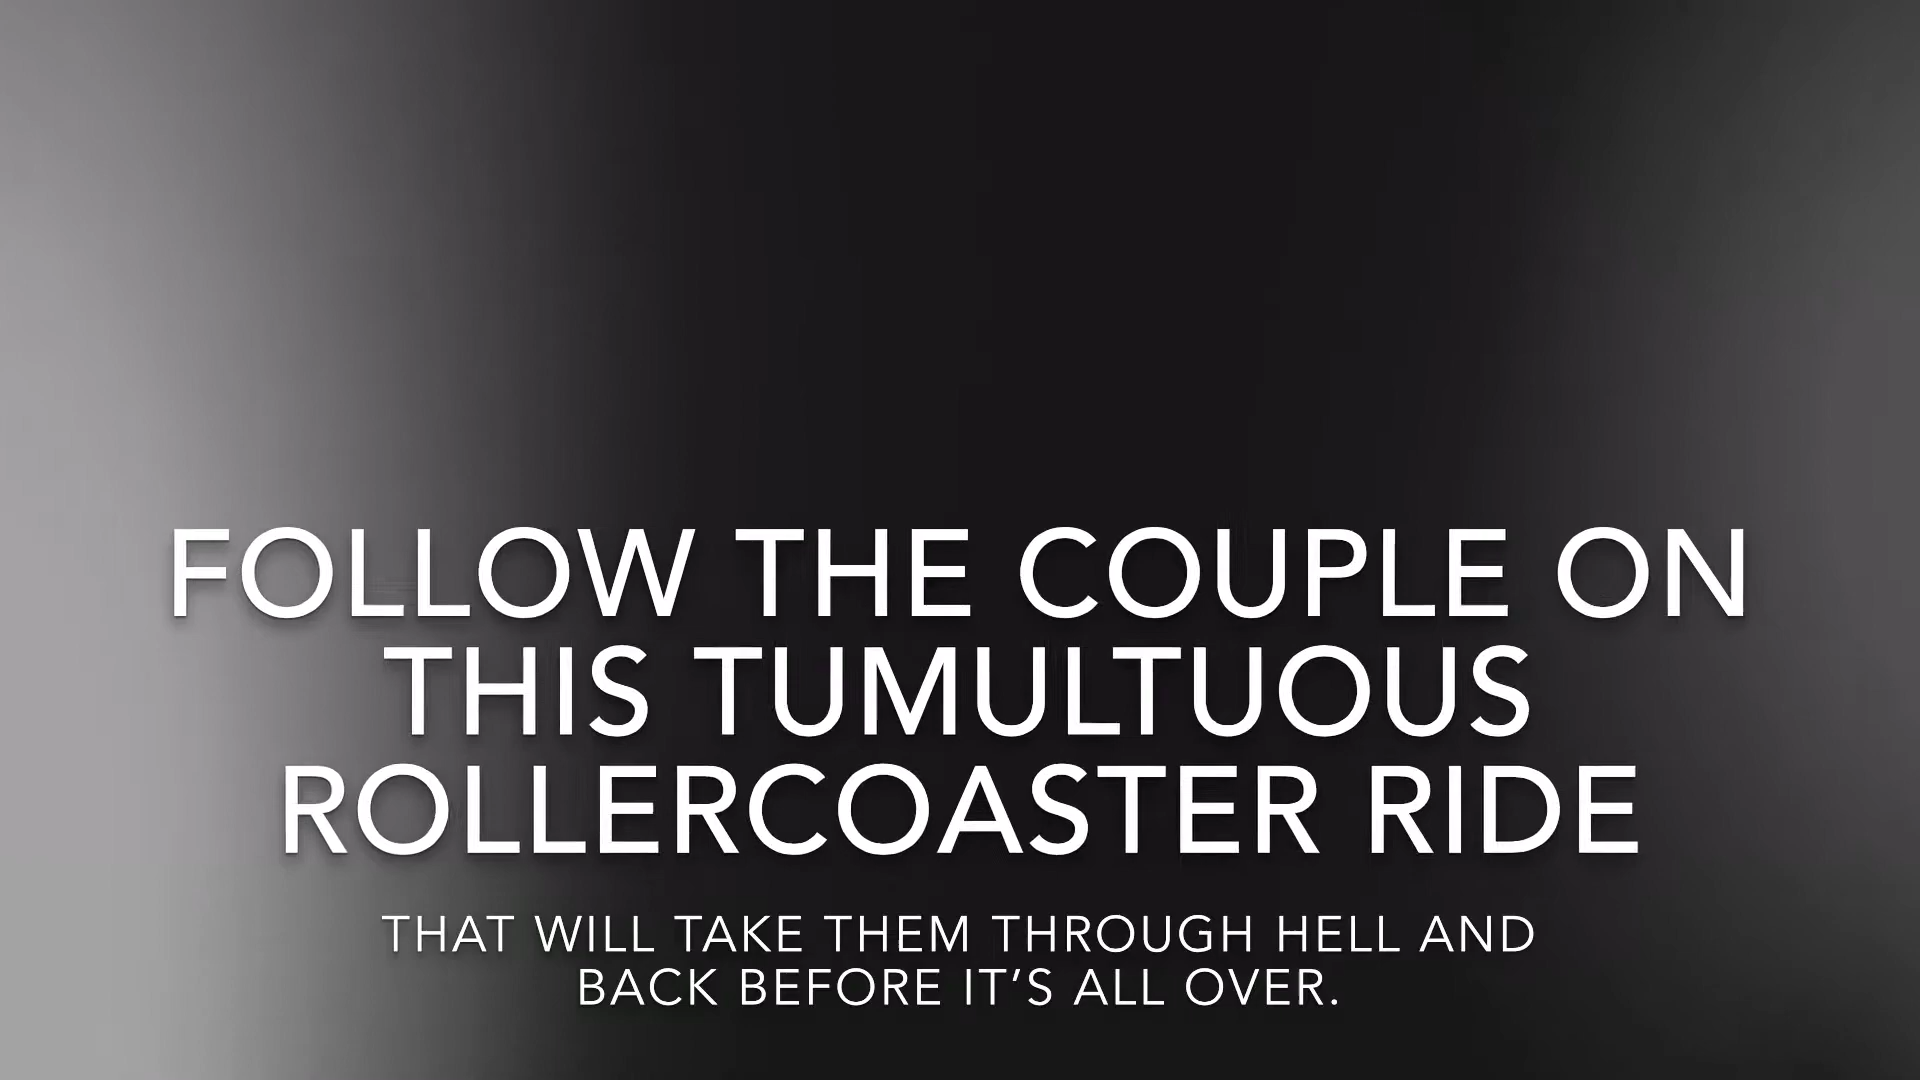 FOLLOW THE COUPLE ON
THIS TUMULTUOUS
ROLLERCOASTER RIDE
THAT WILL TAKE THEM THROUGH HELL AND
BACK BEFORE IT’S ALL OVER.